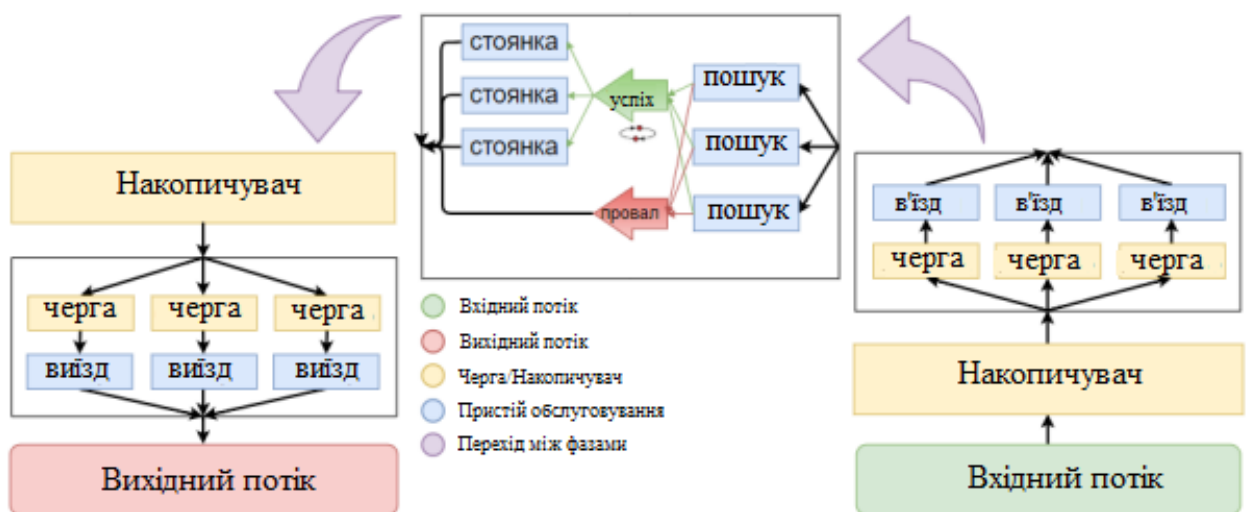 стоянка
стоянка
стоянка
успіх
провал
пошук
пошук
пошук
Накопичувач
черга
черга
черга
виїзд
виїзд
виїзд
Вихідний потік
Вхідний потік
Вихідний потік
Черга/Накопичувач
Пристій обслуговування
Перехід між фазами
в'їзд
в'їзд
в'їзд
черга
черга
черга
Накопичувач
Вхідний потік